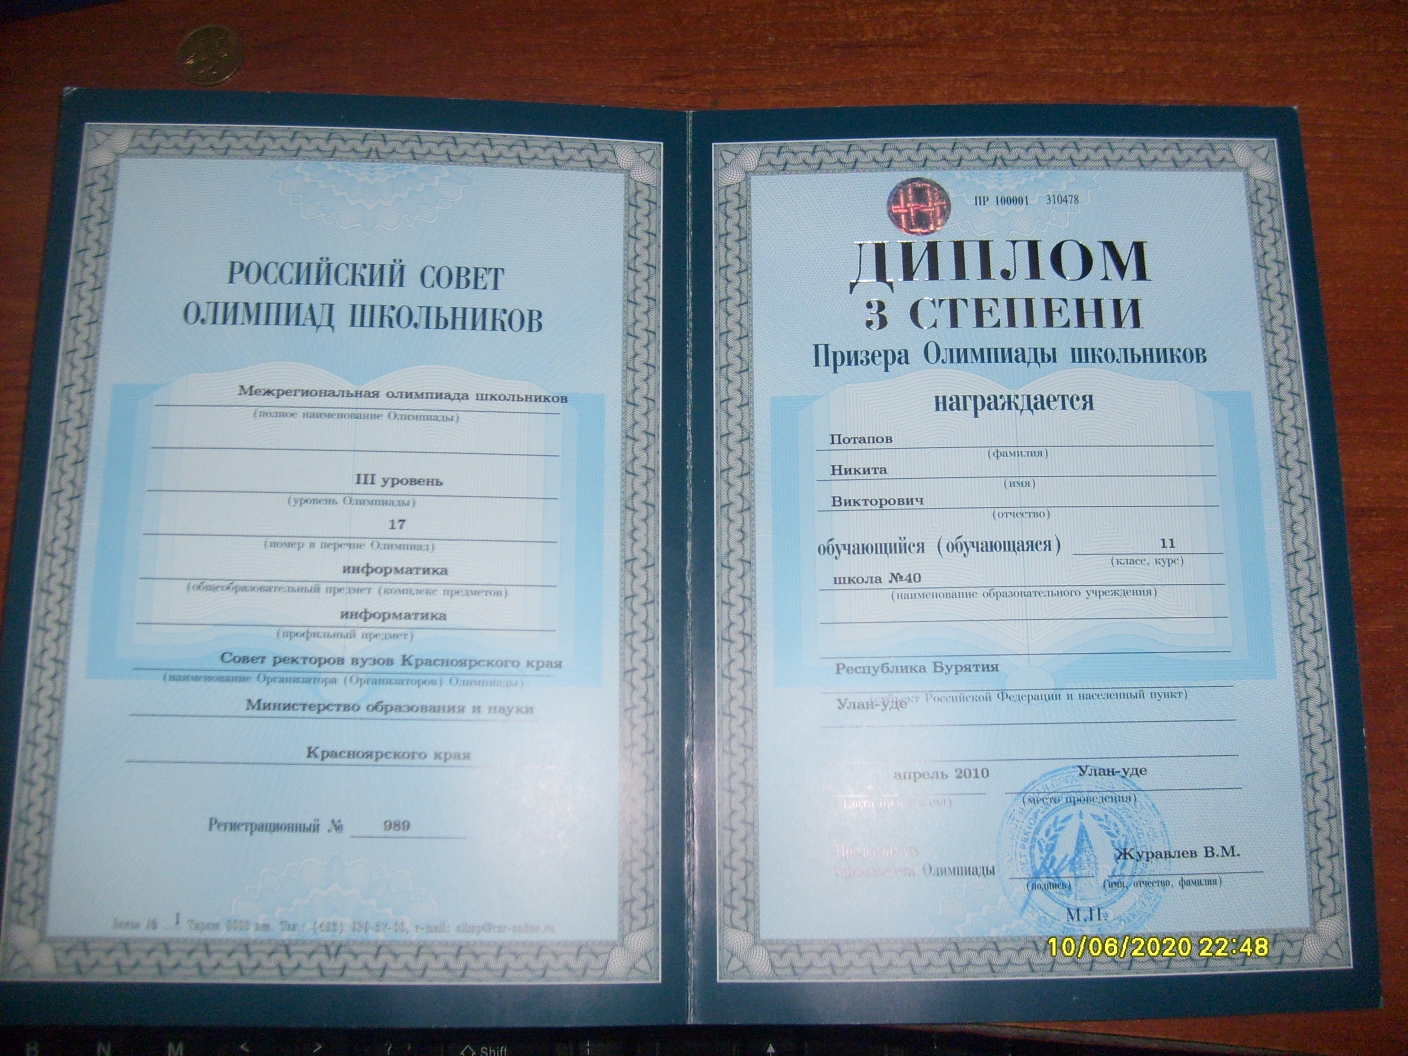 РОССИЙСКИЙ СОВЕТ
ОЛИМПИАД ШКОЛЬНИКОВ
Межрегиональная олимпиада школьников
(полное наименование Олимпиады)
III уровень
(уровень Олимпиады)
17
(номер в перечне Олимпиад)
информатика
(общеобразовательный предмет (комплекс предметов)
информатика
(профильный предмет)
Совет ректоров вузов Красноярского края
(наименование Организатора (Организаторов) Олимпиады)
Министерство образования и науки
Красноярского края
Регистрационный № 989
ПР 100001 310478
ДИПЛОМ
3 СТЕПЕНИ
Призера Олимпиады школьников
награждается
Потапов
(фамилия)
Никита
(имя)
Викторович
(отчество)
обучающийся (обучающаяся) 11
(класс, курс)
школа №40
(наименование образовательного учреждения)
Республика Бурятия
(субъект Российской Федерации и населенный пункт)
Улан-уде
апрель 2010 Улан-уде
(место проведения)
Олимпиады Журавлев В.М.
(подпись) (имя, отчество, фамилия)
М.П.
10/06/2020 22:48
B N M < > ? Shift